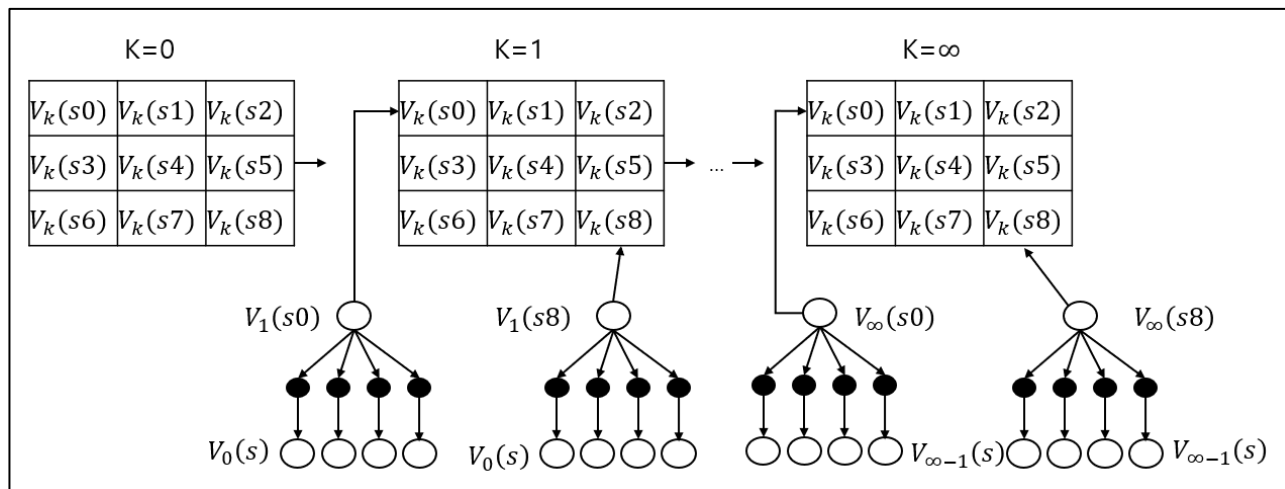 K=0 K=1 K=∞
V_k(s0) V_k(s1) V_k(s2) V_k(s0) V_k(s1) V_k(s2) V_k(s0) V_k(s1) V_k(s2)
V_k(s3) V_k(s4) V_k(s5) V_k(s3) V_k(s4) V_k(s5) ... V_k(s3) V_k(s4) V_k(s5)
V_k(s6) V_k(s7) V_k(s8) V_k(s6) V_k(s7) V_k(s8) V_k(s6) V_k(s7) V_k(s8)
V_1(s0) V_1(s8) V_∞(s0) V_∞(s8)
V_0(s) V_0(s) V_{∞−1}(s) V_{∞−1}(s)